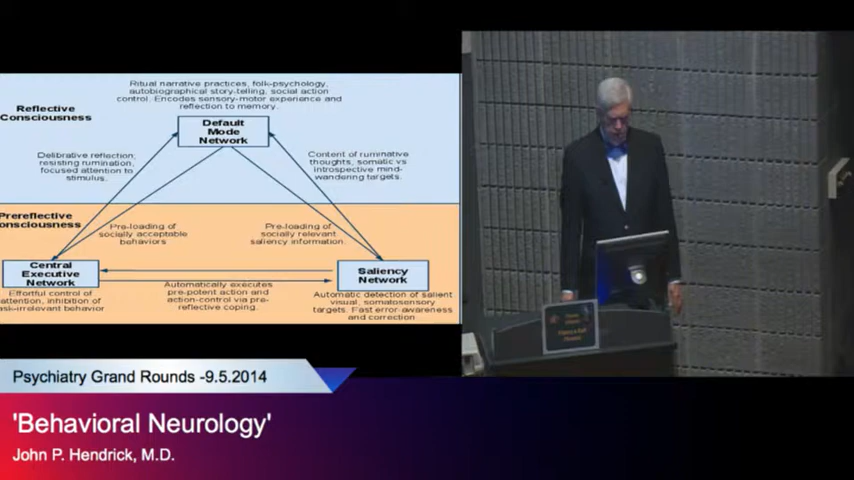 Ritual narrative practices, folk-psychology,
autobiographical story-telling, social action
control. Encodes sensory-motor experience and
reflection to memory.
Reflective
Consciousness
Default
Mode
Network
Delibrative reflection,
resisting rumination,
focused attention to
stimulus.
Content of ruminative
thoughts, somatic vs
introspective mind-
wandering targets.
Prereflective
onsciousness
Pre-loading of
socially acceptable
behaviors
Pre-loading of
socially relevant
saliency information.
Central
Executive
Network
Saliency
Network
Effortful control of
attention, inhibition of
ask-irrelevant behavior
Automatically executes
pre-potent action and
action-control via pre-
reflective coping.
Automatic detection of salient
visual, somatosensory
targets. Fast error-awareness
and correction
Psychiatry Grand Rounds -9.5.2014
'Behavioral Neurology'
John P. Hendrick, M.D.